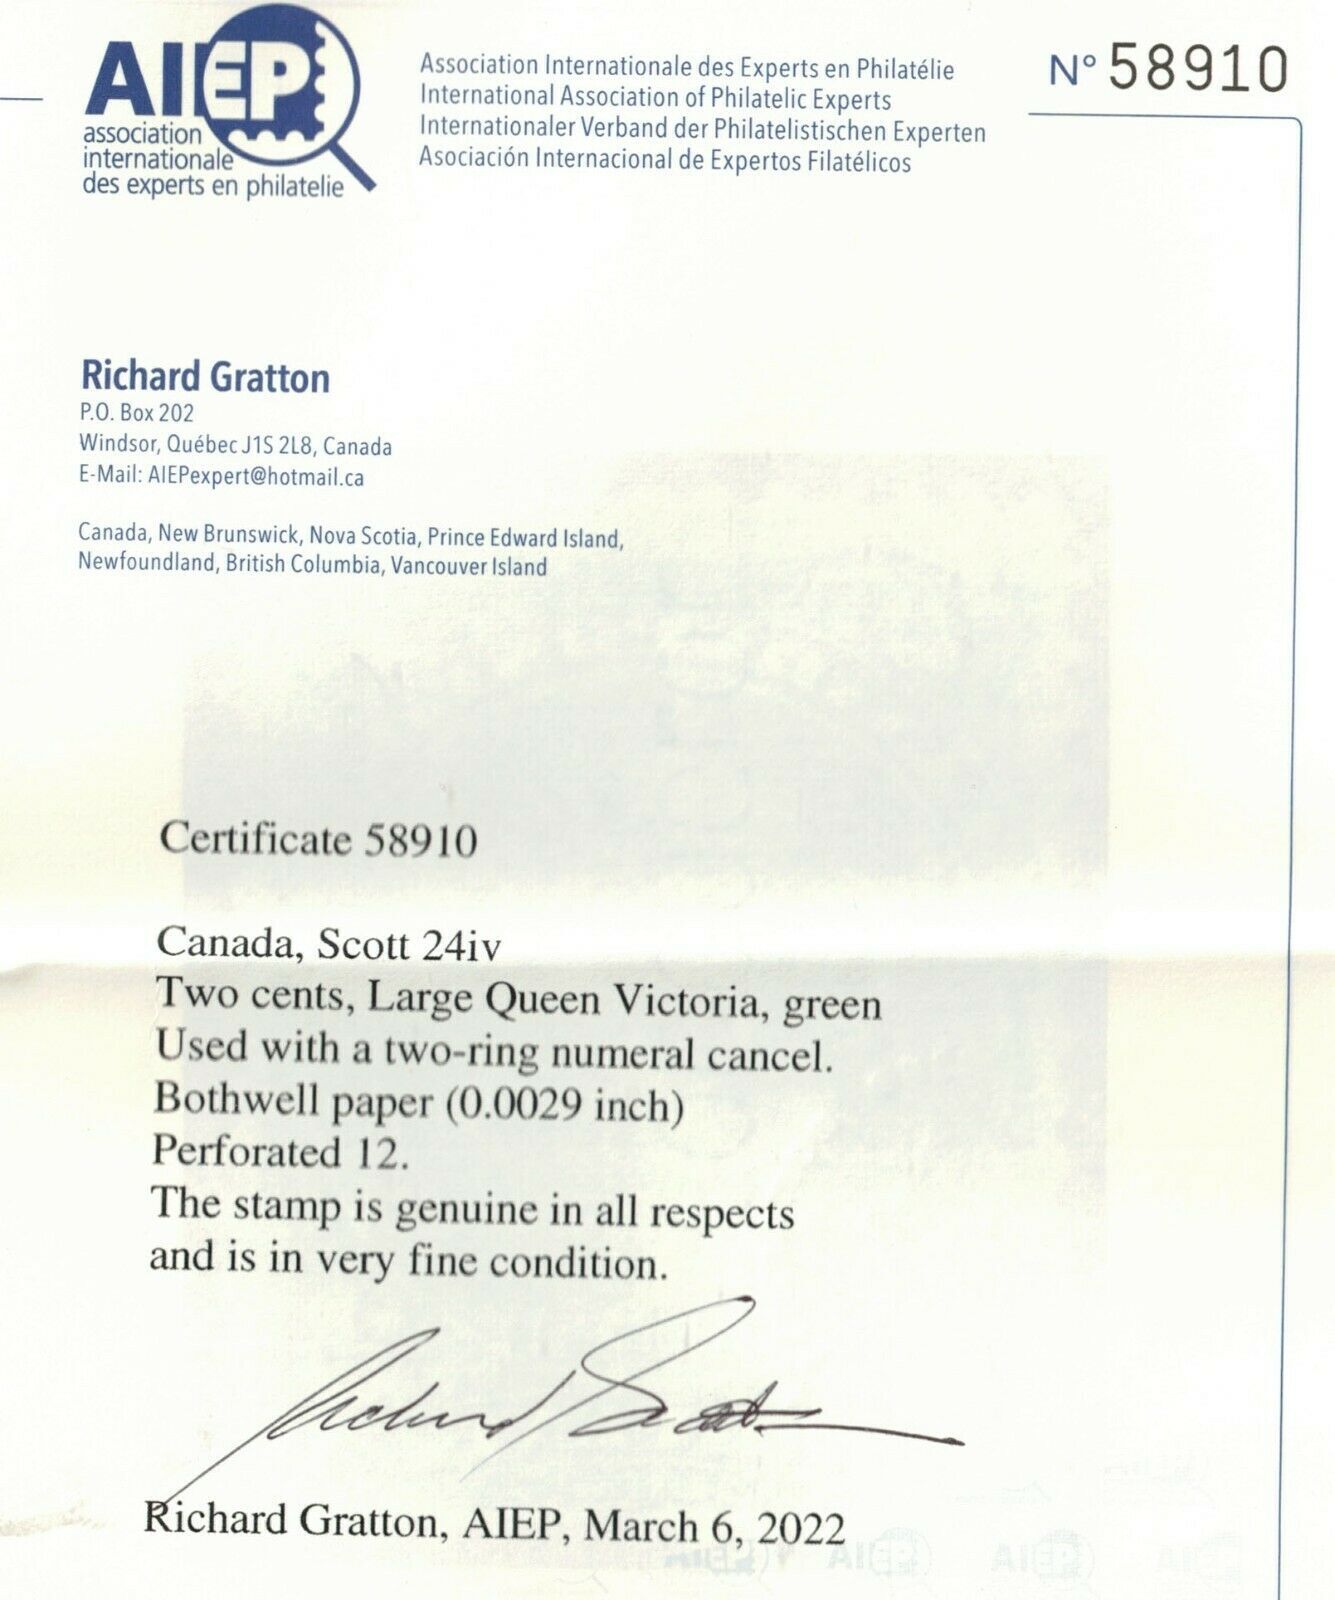 AIEP
association
internationale
des experts en philatelie
Association Internationale des Experts en Philatélie
International Association of Philatelic Experts
Internationaler Verband der Philatelistischen Experten
Asociación Internacional de Expertos Filatélicos
N° 58910
Richard Gratton
P.O. Box 202
Windsor, Québec J1S 2L8, Canada
E-Mail: AIEPexpert@hotmail.ca
Canada, New Brunswick, Nova Scotia, Prince Edward Island,
Newfoundland, British Columbia, Vancouver Island
Certificate 58910
Canada, Scott 24iv
Two cents, Large Queen Victoria, green
Used with a two-ring numeral cancel.
Bothwell paper (0.0029 inch)
Perforated 12.
The stamp is genuine in all respects
and is in very fine condition.
Richard Gratton
Richard Gratton, AIEP, March 6, 2022